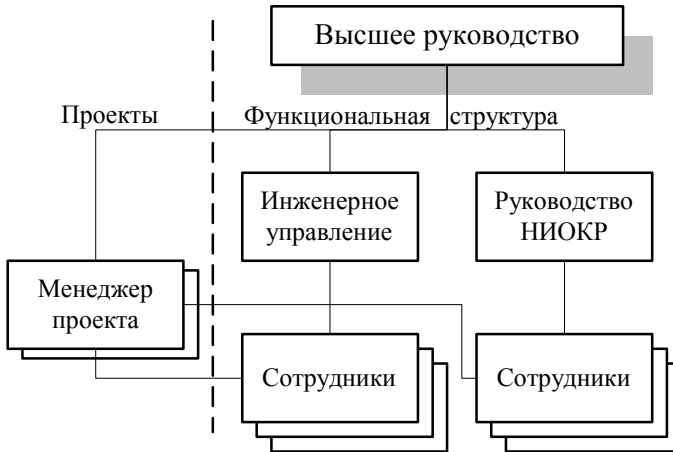 Высшее руководство
Проекты
Функциональная структура
Инженерное
управление
Руководство
НИОКР
Менеджер
проекта
Сотрудники
Сотрудники